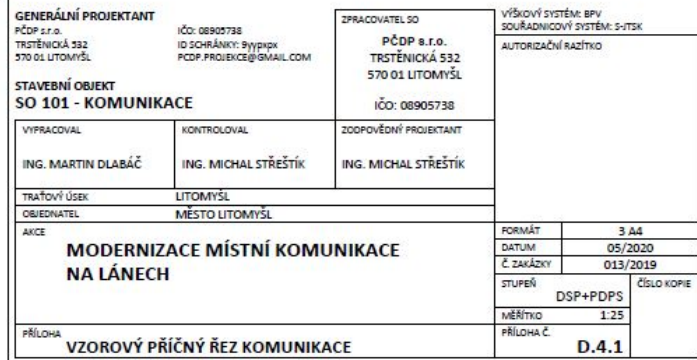 GENERÁLNÍ PROJEKTANT
PČDP s.r.o.
TRSTĚNICKÁ 532
570 01 LITOMYŠL
IČO: 08905738
ID SCHRÁNKY: 9yypxpx
PCDP.PROJEKCE@GMAIL.COM
STAVEBNÍ OBJEKT
SO 101 - KOMUNIKACE
ZPRACOVATEL SO
PČDP s.r.o.
TRSTĚNICKÁ 532
570 01 LITOMYŠL
IČO: 08905738
VÝŠKOVÝ SYSTÉM: BPV
SOUŘADNICOVÝ SYSTÉM: S-JTSK
AUTORIZAČNÍ RAZÍTKO
VYPRACOVAL
ING. MARTIN DLABÁČ
KONTROLOVAL
ING. MICHAL STŘEŠTÍK
ZODPOVĚDNÝ PROJEKTANT
ING. MICHAL STŘEŠTÍK
TRAŤOVÝ ÚSEK LITOMYŠL
OBJEDNATEL MĚSTO LITOMYŠL
AKCE
MODERNIZACE MÍSTNÍ KOMUNIKACE
NA LÁNECH
FORMÁT 3 A4
DATUM 05/2020
Č. ZAKÁZKY 013/2019
STUPEŇ
DSP+PDPS
ČÍSLO KOPIE
MĚŘÍTKO 1:25
PŘÍLOHA
VZOROVÝ PŘÍČNÝ ŘEZ KOMUNIKACE
PŘÍLOHA Č.
D.4.1